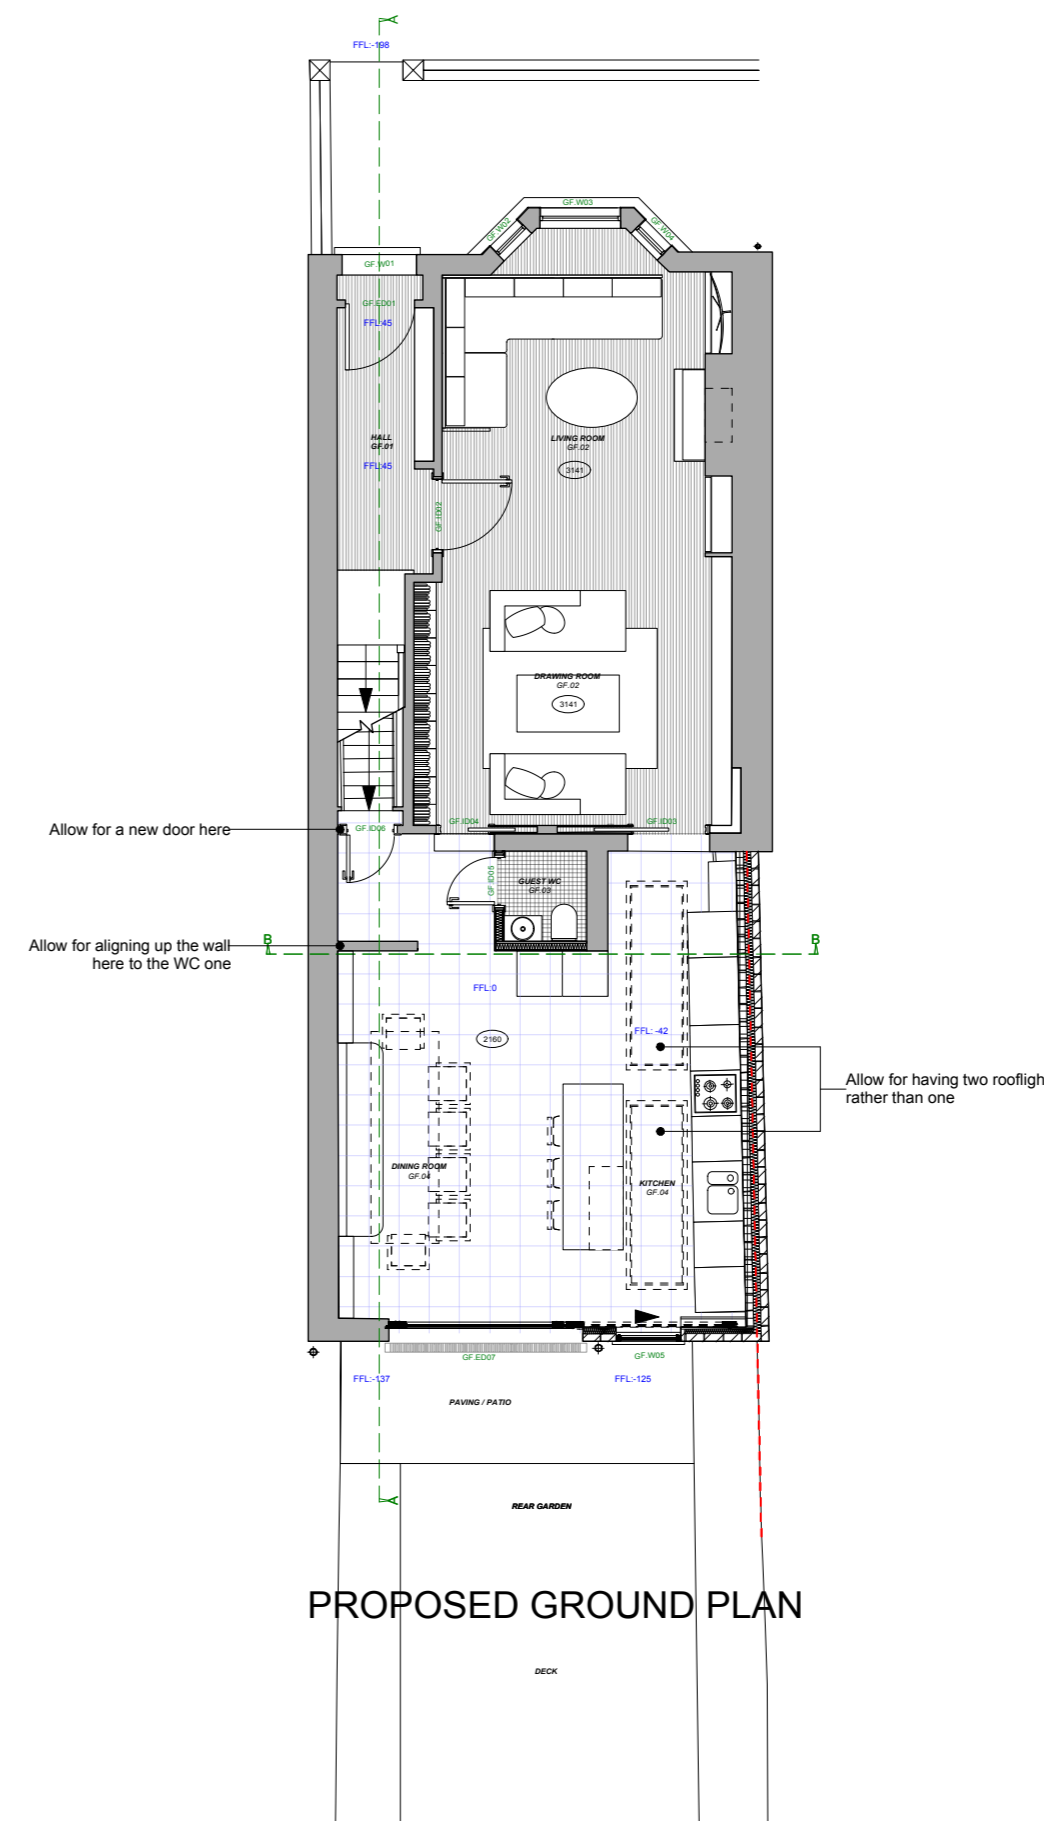 A
FFL:-198
GF.W03
GF.W02
GF.W04
GF.W01
GF.ED01
FFL:45
HALL
GF.01
FFL:45
LIVING ROOM
GF.02
3141
GF.ID02
DRAWING ROOM
GF.02
3141
Allow for a new door here
GF.ID06
GF.ID04
GF.ID03
GF.ID05
GUEST WC
GF.03
Allow for aligning up the wall
here to the WC one
B
B
FFL:0
2160
FFL: -42
Allow for having two roofligh
rather than one
DINING ROOM
GF.04
KITCHEN
GF.04
GF.ED07
GF.W05
FFL:-137
FFL:-125
PAVING / PATIO
A
REAR GARDEN
PROPOSED GROUND PLAN
DECK